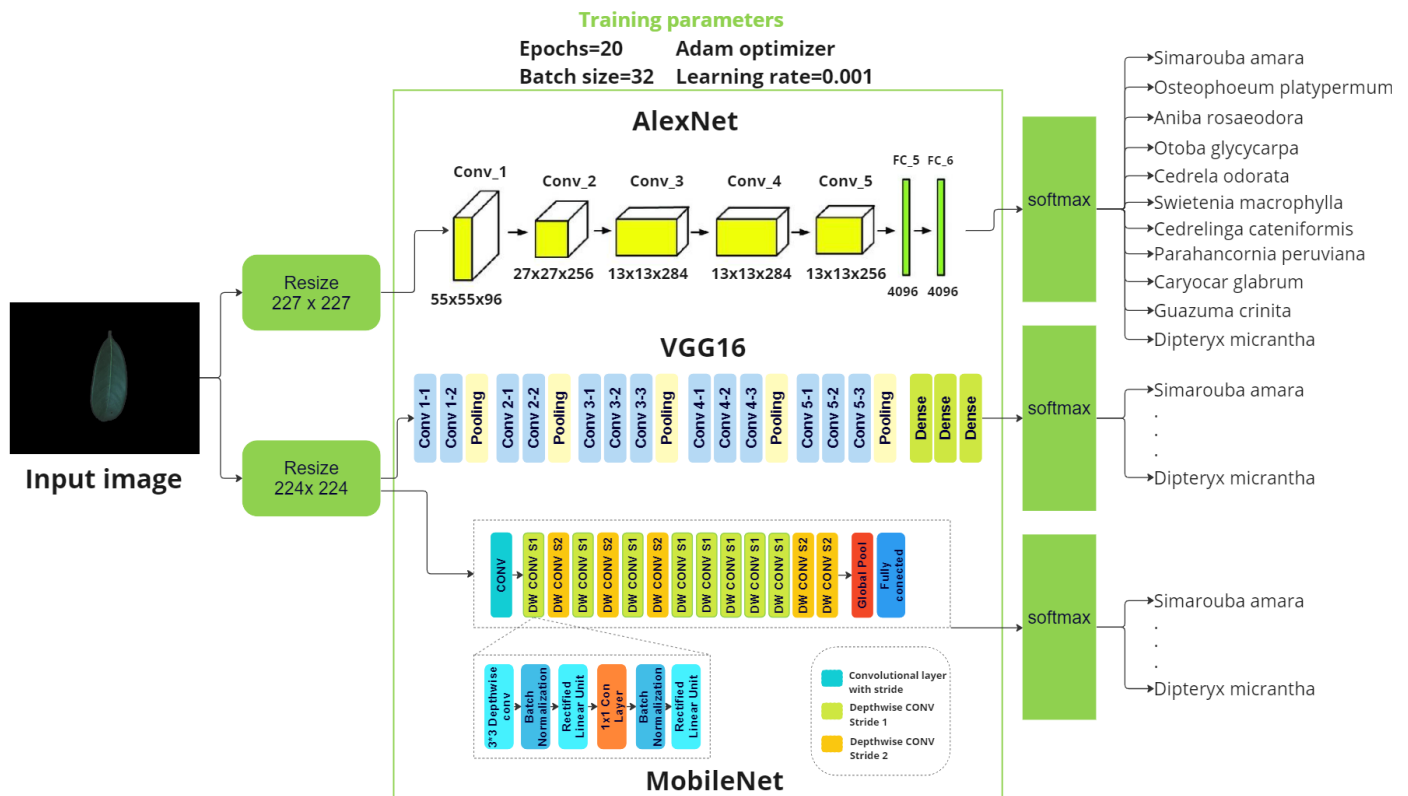 Training parameters
Epochs=20 Adam optimizer
Batch size=32 Learning rate=0.001
AlexNet
Conv_1
Conv_2
Conv_3
Conv_4
Conv_5
FC_5
FC_6
55x55x96
27x27x256
13x13x284
13x13x284
13x13x256
4096
4096
Resize
227 x 227
Input image
Resize
224x 224
VGG16
Conv 1-1
Conv 1-2
Pooling
Conv 2-1
Conv 2-2
Pooling
Conv 3-1
Conv 3-2
Conv 3-3
Pooling
Conv 4-1
Conv 4-2
Conv 4-3
Pooling
Conv 5-1
Conv 5-2
Conv 5-3
Pooling
Dense
Dense
Dense
CONV
DW CONV S1
DW CONV S2
DW CONV S1
DW CONV S2
DW CONV S1
DW CONV S2
DW CONV S1
DW CONV S1
DW CONV S1
DW CONV S1
DW CONV S1
DW CONV S2
DW CONV S2
Global Pool
Fully
conected
3*3 Depthwise
conv
Batch
Normalization
Rectified
Linear Unit
1x1 Con
Layer
Batch
Normalization
Rectified
Linear Unit
Convolutional layer
with stride
Depthwise CONV
Stride 1
Depthwise CONV
Stride 2
MobileNet
softmax
Simarouba amara
Osteophoeum platypermum
Aniba rosaeodora
Otoba glycycarpa
Cedrela odorata
Swietenia macrophylla
Cedrelinga cateniformis
Parahancornia peruviana
Caryocar glabrum
Guazuma crinita
Dipteryx micrantha
softmax
Simarouba amara
.
.
.
Dipteryx micrantha
softmax
Simarouba amara
.
.
.
Dipteryx micrantha